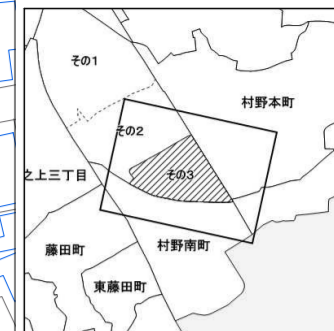 その1
村野本町
その2
その3
之上三丁目
村野南町
藤田町
東藤田町